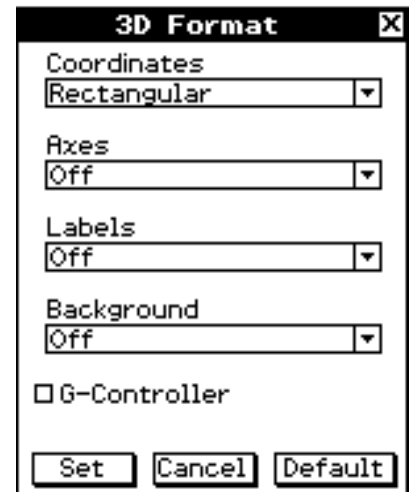 3D Format
Coordinates
Rectangular
Axes
Off
Labels
Off
Background
Off
G-Controller
Set Cancel Default